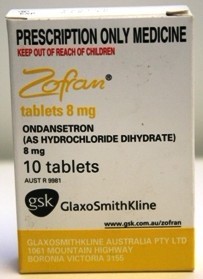 PRESCRIPTION ONLY MEDICINE
KEEP OUT OF REACH OF CHILDREN
Zofran®
tablets 8 mg
ONDANSETRON
(AS HYDROCHLORIDE DIHYDRATE)
8 mg
AUST R 9981
10 tablets
gsk GlaxoSmithKline
www.gsk.com.au/zofran
GLAXOSMITHKLINE AUSTRALIA PTY LTD
1061 MOUNTAIN HIGHWAY
BORONIA VICTORIA 3155